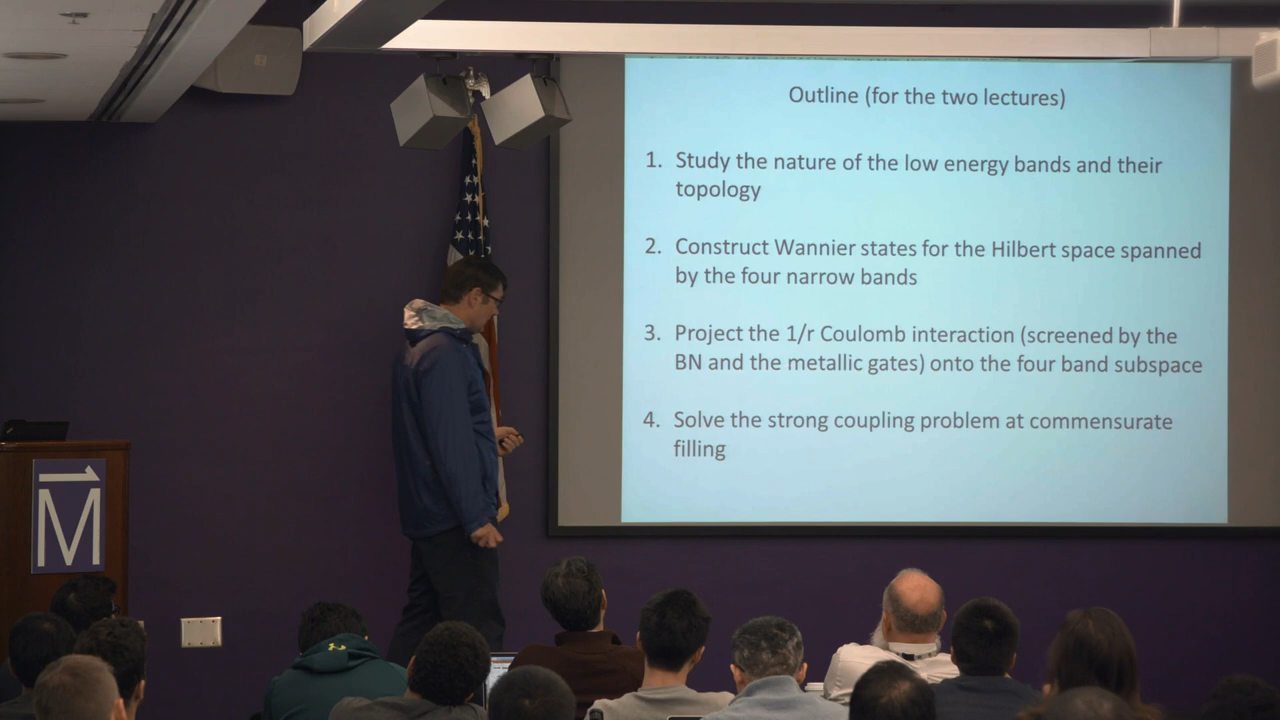 Outline (for the two lectures)
1. Study the nature of the low energy bands and their
topology
2. Construct Wannier states for the Hilbert space spanned
by the four narrow bands
3. Project the 1/r Coulomb interaction (screened by the
BN and the metallic gates) onto the four band subspace
4. Solve the strong coupling problem at commensurate
filling
M